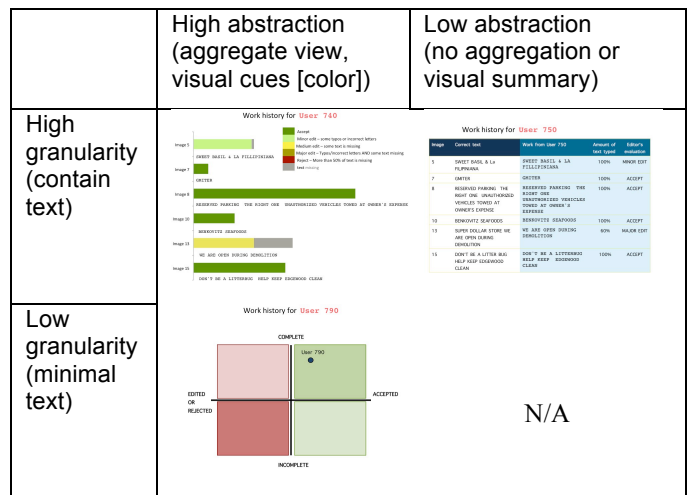 High abstraction
(aggregate view,
visual cues [color])
Low abstraction
(no aggregation or
visual summary)
High
granularity
(contain
text)
Work history for User 740
Accept
Minor edit – some typos or incorrect letters
Medium edit – some text is missing
Major edit – Typos/incorrect letters AND some text missing
Reject – More than 50% of text is missing
text missing
Image 5
SWEET BASIL & LA FILLIPINIANA
Image 7
GMITER
Image 8
RESERVED PARKING THE RIGHT ONE UNAUTHORIZED VEHICLES TOWED AT OWNER'S EXPENSE
Image 10
BENKOVITZ SEAFOODS
Image 13
WE ARE OPEN DURING DEMOLITION
Image 15
DON'T BE A LITTERBUG HELP KEEP EDGEWOOD CLEAN
Work history for User 750
Image
Correct text
Work from User 750
Amount of
text typed
Editor's
evaluation
5
SWEET BASIL & La
FILIPINIANA
SWEET BASIL & LA
FILLIPINIANA
100%
MINOR EDIT
7
GMITER
GMITER
100%
ACCEPT
8
RESERVED PARKING THE
RIGHT ONE UNAUTHORIZED
VEHICLES TOWED AT
OWNER'S EXPENSE
RESERVED PARKING THE
RIGHT ONE
UNAUTHORIZED VEHICLES
TOWED AT OWNER'S
EXPENSE
100%
ACCEPT
10
BENKOVITZ SEAFOODS
BENKOVITZ SEAFOODS
100%
ACCEPT
13
SUPER DOLLAR STORE WE
ARE OPEN DURING
DEMOLITION
WE ARE OPEN DURING
DEMOLITION
60%
MAJOR EDIT
15
DON'T BE A LITTER BUG
HELP KEEP EDGEWOOD
CLEAN
DON'T BE A LITTERBUG
HELP KEEP EDGEWOOD
CLEAN
100%
ACCEPT
Low
granularity
(minimal
text)
Work history for User 790
COMPLETE
User 790
EDITED
OR
REJECTED
ACCEPTED
INCOMPLETE
N/A